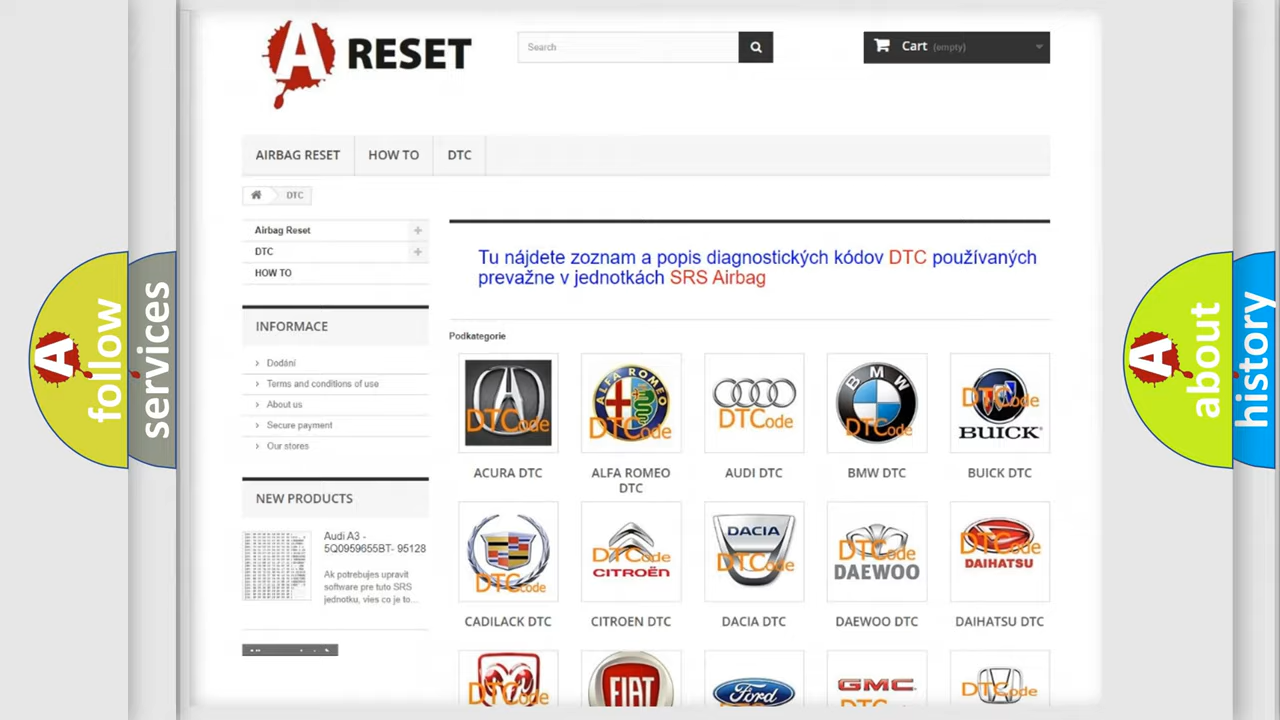 A RESET
Search
Cart (empty)
AIRBAG RESET
HOW TO
DTC
DTC
Airbag Reset
DTC
HOW TO
Tu nájdete zoznam a popis diagnostických kódov DTC používaných
prevažne v jednotkách SRS Airbag
INFORMACE
Dodání
Terms and conditions of use
About us
Secure payment
Our stores
NEW PRODUCTS
Audi A3 -
5Q0959655BT- 95128
Ak potrebujes upravit
software pre tuto SRS
jednotku, vies co je to...
Podkategorie
DTCode
ALFA ROMEO
DTCode
DTCode
BMW
DTCode
DTCode
BUICK
ACURA DTC
ALFA ROMEO
DTC
AUDI DTC
BMW DTC
BUICK DTC
DTCode
DTCode
CITROËN
DACIA
DTCode
DTCode
DAEWOO
DTCode
DAIHATSU
CADILACK DTC
CITROEN DTC
DACIA DTC
DAEWOO DTC
DAIHATSU DTC
DTCode
FIAT
Ford
GMC
DTCode
A follow
services
A about
history